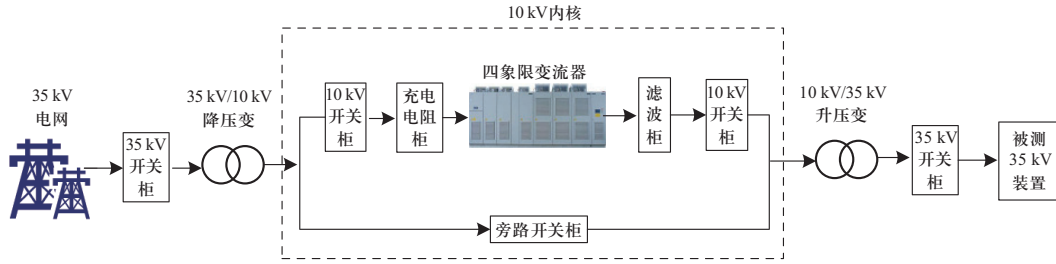 10 kV内核
35 kV
电网
35 kV
开关
柜
35 kV/10 kV
降压变
10 kV
开关
柜
充电
电阻
柜
四象限变流器
滤
波
柜
10 kV
开关
柜
旁路开关柜
10 kV/35 kV
升压变
35 kV
开关
柜
被测
35 kV
装置